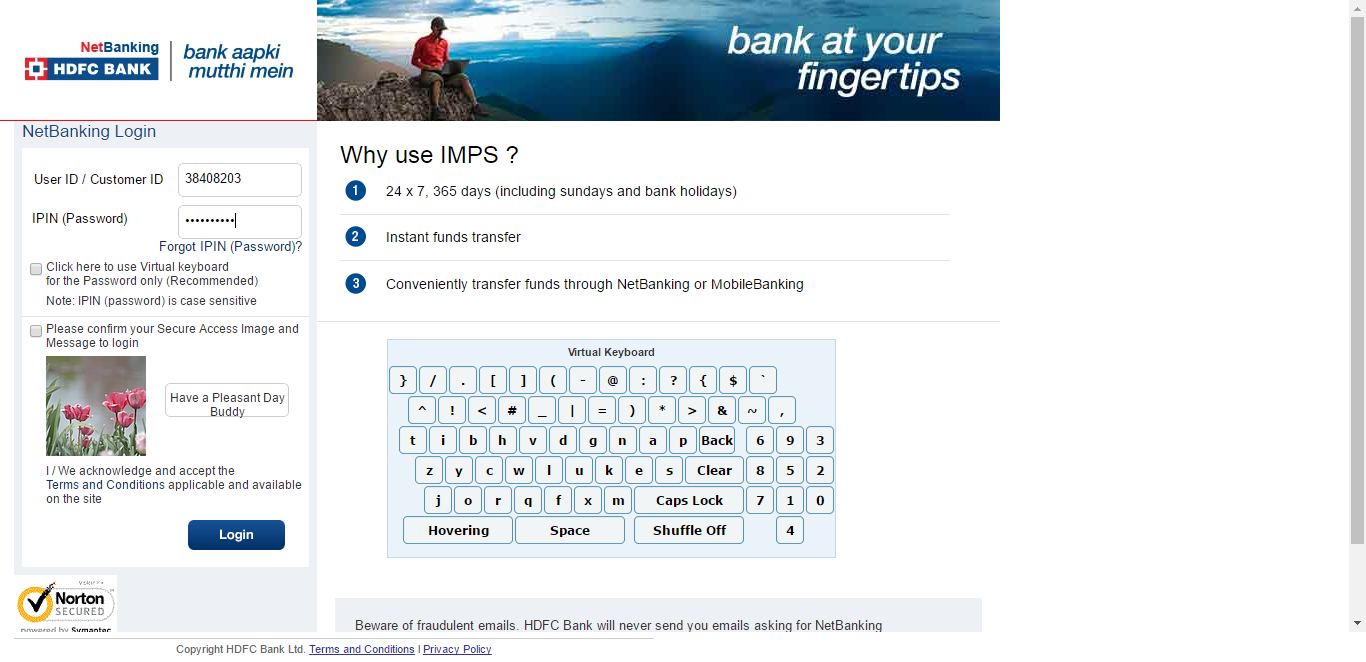 NetBanking
HDFC BANK
bank aapki
mutthi mein
bank at your
fingertips
NetBanking Login
User ID / Customer ID
38408203
IPIN (Password)
••••••••••
Forgot IPIN (Password)?
Click here to use Virtual keyboard
for the Password only (Recommended)
Note: IPIN (password) is case sensitive
Please confirm your Secure Access Image and
Message to login
Have a Pleasant Day
Buddy
I / We acknowledge and accept the
Terms and Conditions applicable and available
on the site
Login
VERIFY
Norton
SECURED
powered by Symantec
Why use IMPS ?
1 24 x 7, 365 days (including sundays and bank holidays)
2 Instant funds transfer
3 Conveniently transfer funds through NetBanking or MobileBanking
Virtual Keyboard
} / . [ ] ( - @ : ? { $ `
^ ! < # _ | = ) * > & ~ ,
t i b h v d g n a p Back 6 9 3
z y c w l u k e s Clear 8 5 2
j o r q f x m Caps Lock 7 1 0
Hovering Space Shuffle Off 4
Beware of fraudulent emails. HDFC Bank will never send you emails asking for NetBanking
Copyright HDFC Bank Ltd. Terms and Conditions | Privacy Policy